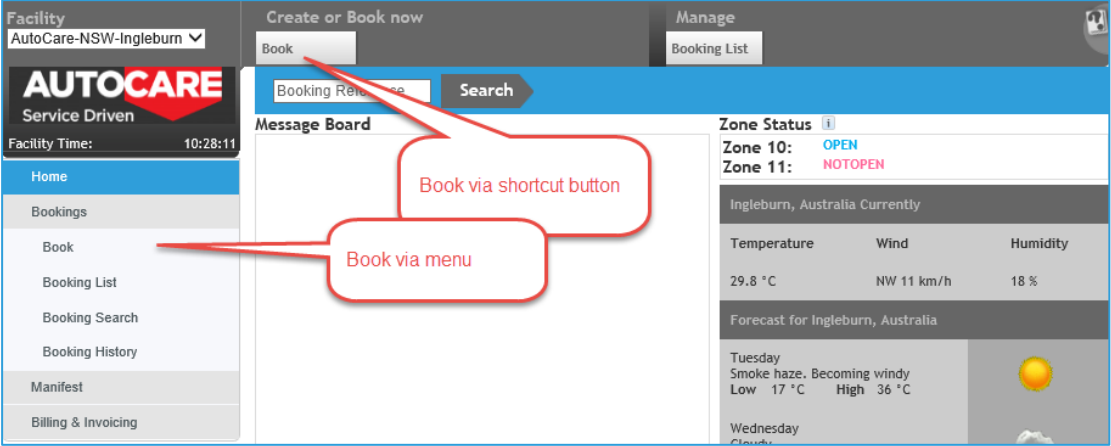 Facility
AutoCare-NSW-Ingleburn
Create or Book now
Book
Manage
Booking List
AUTOCARE
Service Driven
Facility Time: 10:28:11
Booking Reference
Search
Home
Bookings
Book
Booking List
Booking Search
Booking History
Manifest
Billing & Invoicing
Message Board
Book via shortcut button
Book via menu
Zone Status i
Zone 10: OPEN
Zone 11: NOTOPEN
Ingleburn, Australia Currently
Temperature Wind Humidity
29.8 °C NW 11 km/h 18 %
Forecast for Ingleburn, Australia
Tuesday
Smoke haze. Becoming windy
Low 17 °C High 36 °C
Wednesday
Cloudy